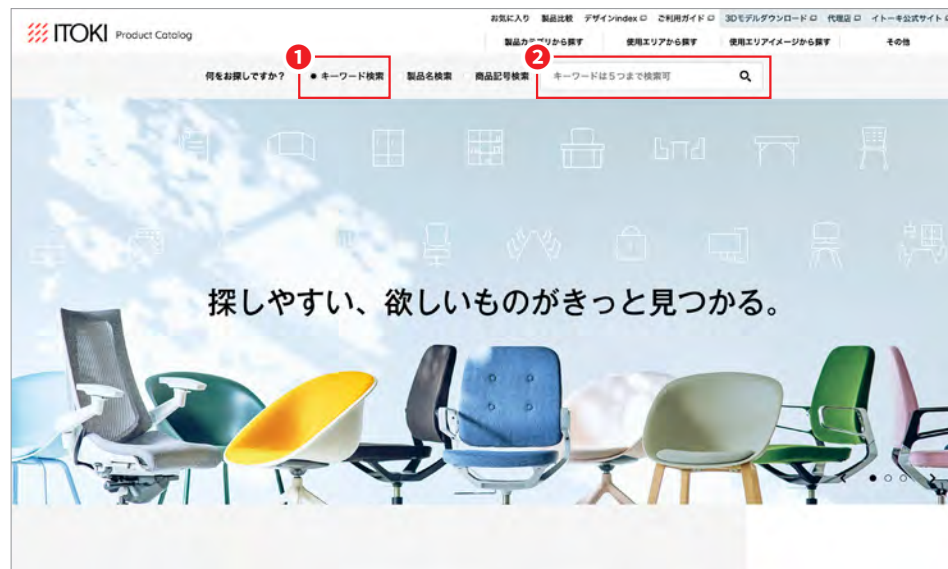 お気に入り 製品比較 デザインindex ご利用ガイド 3Dモデルダウンロード 代理店 イトーキ公式サイト
ITOKI Product Catalog
製品カテゴリから探す 使用エリアから探す 使用エリアイメージから探す その他
1 2
何をお探しですか? キーワード検索 製品名検索 商品記号検索 キーワードは5つまで検索可
探しやすい、欲しいものがきっと見つかる。